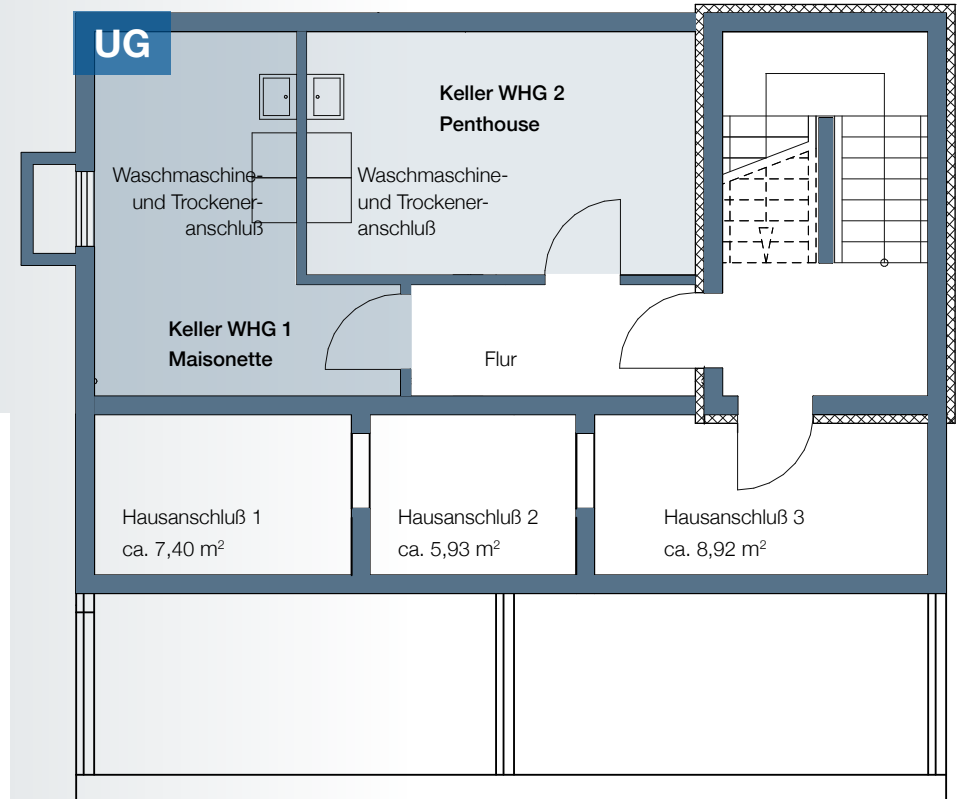 UG
Keller WHG 2
Penthouse
Waschmaschine-
und Trockener-
anschluß
Waschmaschine-
und Trockener-
anschluß
Keller WHG 1
Maisonette
Flur
Hausanschluß 1
ca. 7,40 m²
Hausanschluß 2
ca. 5,93 m²
Hausanschluß 3
ca. 8,92 m²